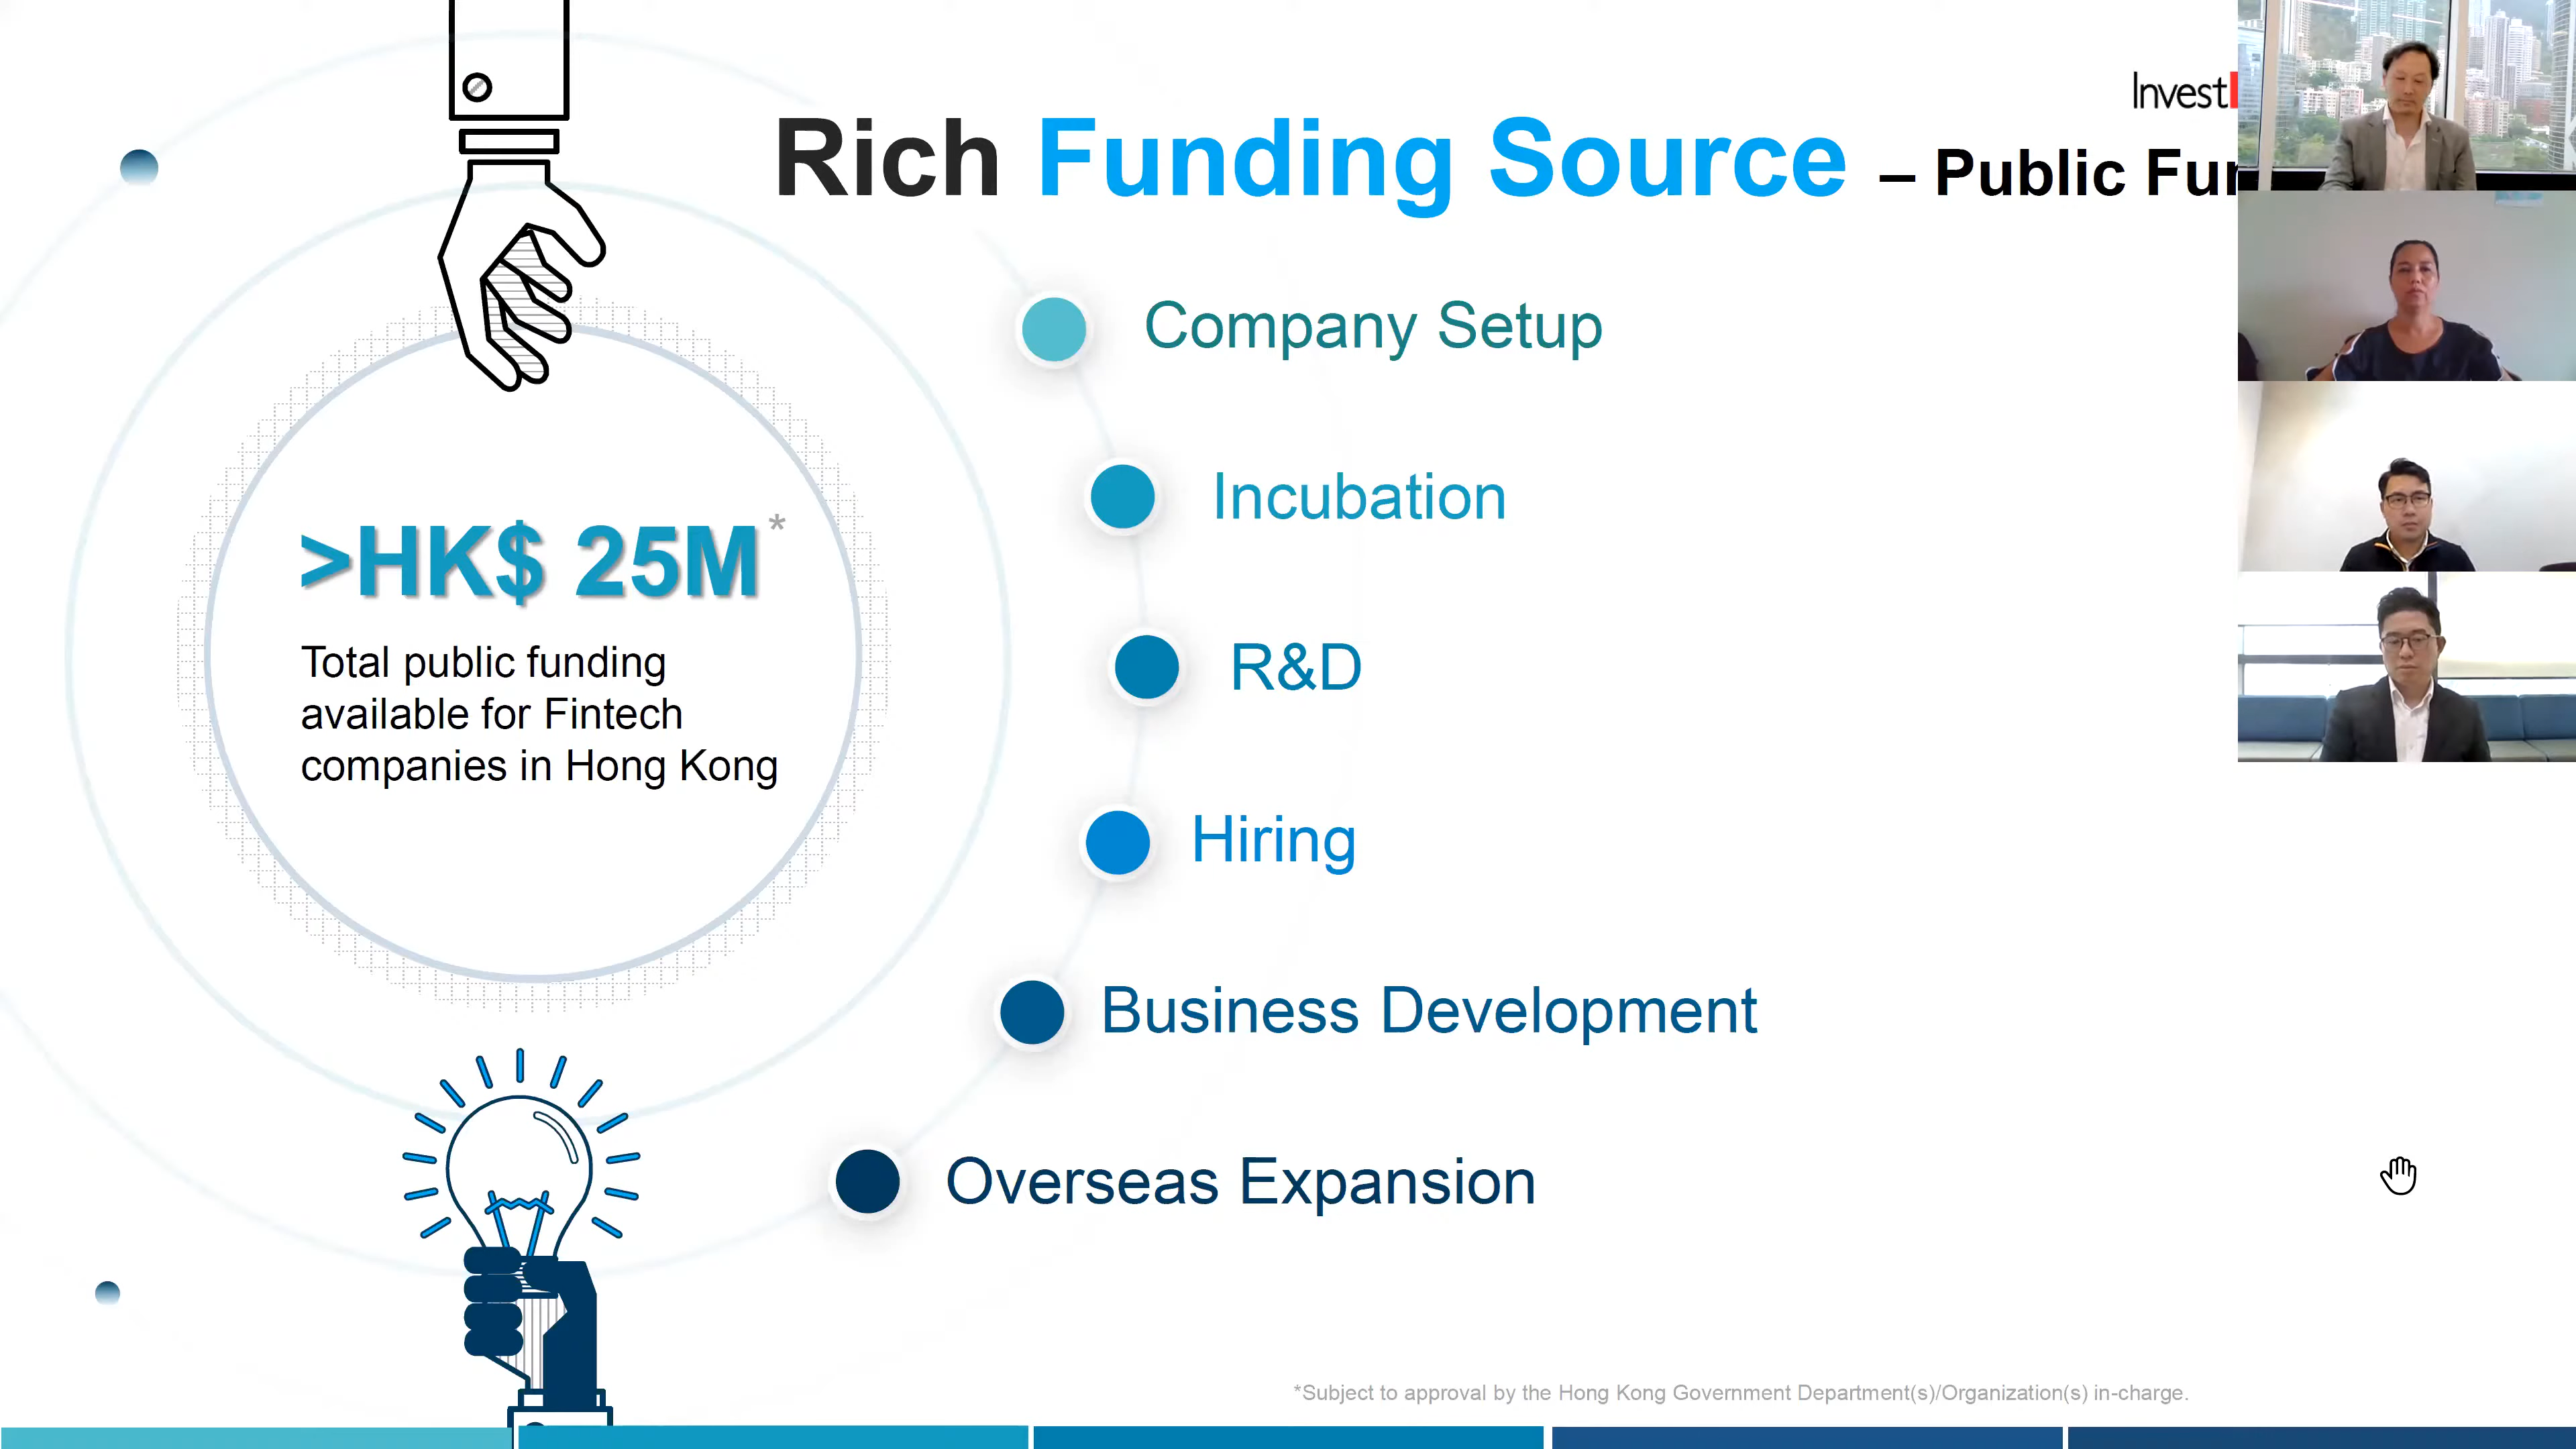 Invest
Rich Funding Source – Public Fu
Company Setup
Incubation
>HK$ 25M*
Total public funding
available for Fintech
companies in Hong Kong
R&D
Hiring
Business Development
Overseas Expansion
*Subject to approval by the Hong Kong Government Department(s)/Organization(s) in-charge.